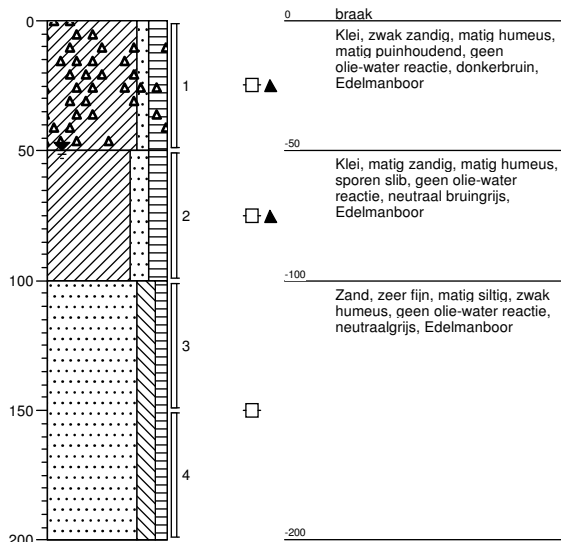 0
50
100
150
200
1
2
3
4
0
braak
Klei, zwak zandig, matig humeus,
matig puinhoudend, geen
olie-water reactie, donkerbruin,
Edelmanboor
-50
Klei, matig zandig, matig humeus,
sporen slib, geen olie-water
reactie, neutraal bruingrijs,
Edelmanboor
-100
Zand, zeer fijn, matig siltig, zwak
humeus, geen olie-water reactie,
neutraalgrijs, Edelmanboor
-200